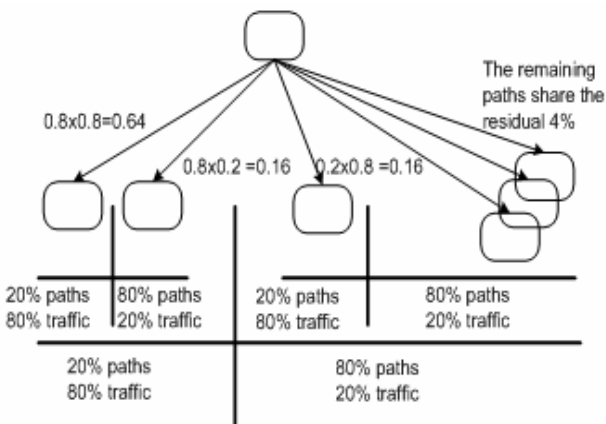 The remaining
paths share the
residual 4%
0.8x0.8=0.64
0.8x0.2 =0.16
0.2x0.8 =0.16
20% paths
80% traffic
80% paths
20% traffic
20% paths
80% traffic
80% paths
20% traffic
20% paths
80% traffic
80% paths
20% traffic